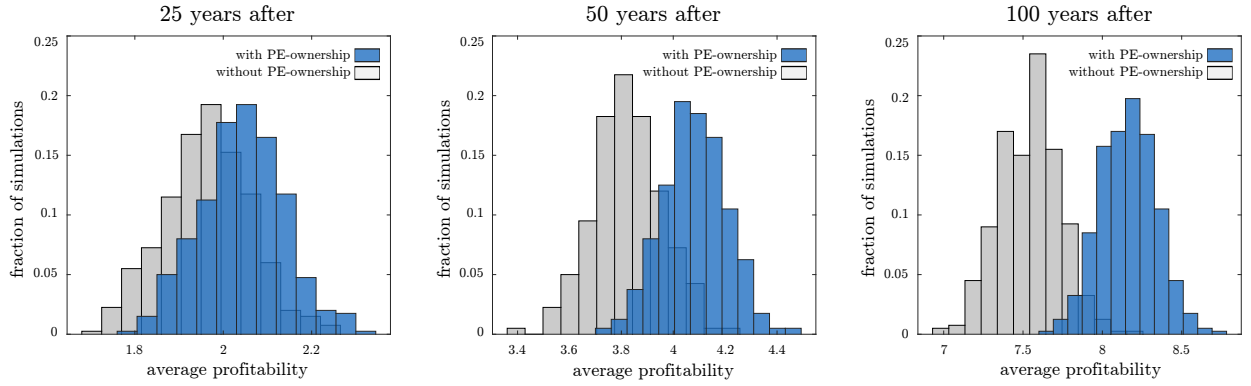 25 years after
0.25
0.2
0.15
0.1
0.05
0
fraction of simulations
with PE-ownership
without PE-ownership
1.8
2
2.2
average profitability
50 years after
0.25
0.2
0.15
0.1
0.05
0
fraction of simulations
with PE-ownership
without PE-ownership
3.4
3.6
3.8
4
4.2
4.4
average profitability
100 years after
0.25
0.2
0.15
0.1
0.05
0
fraction of simulations
with PE-ownership
without PE-ownership
7
7.5
8
8.5
average profitability